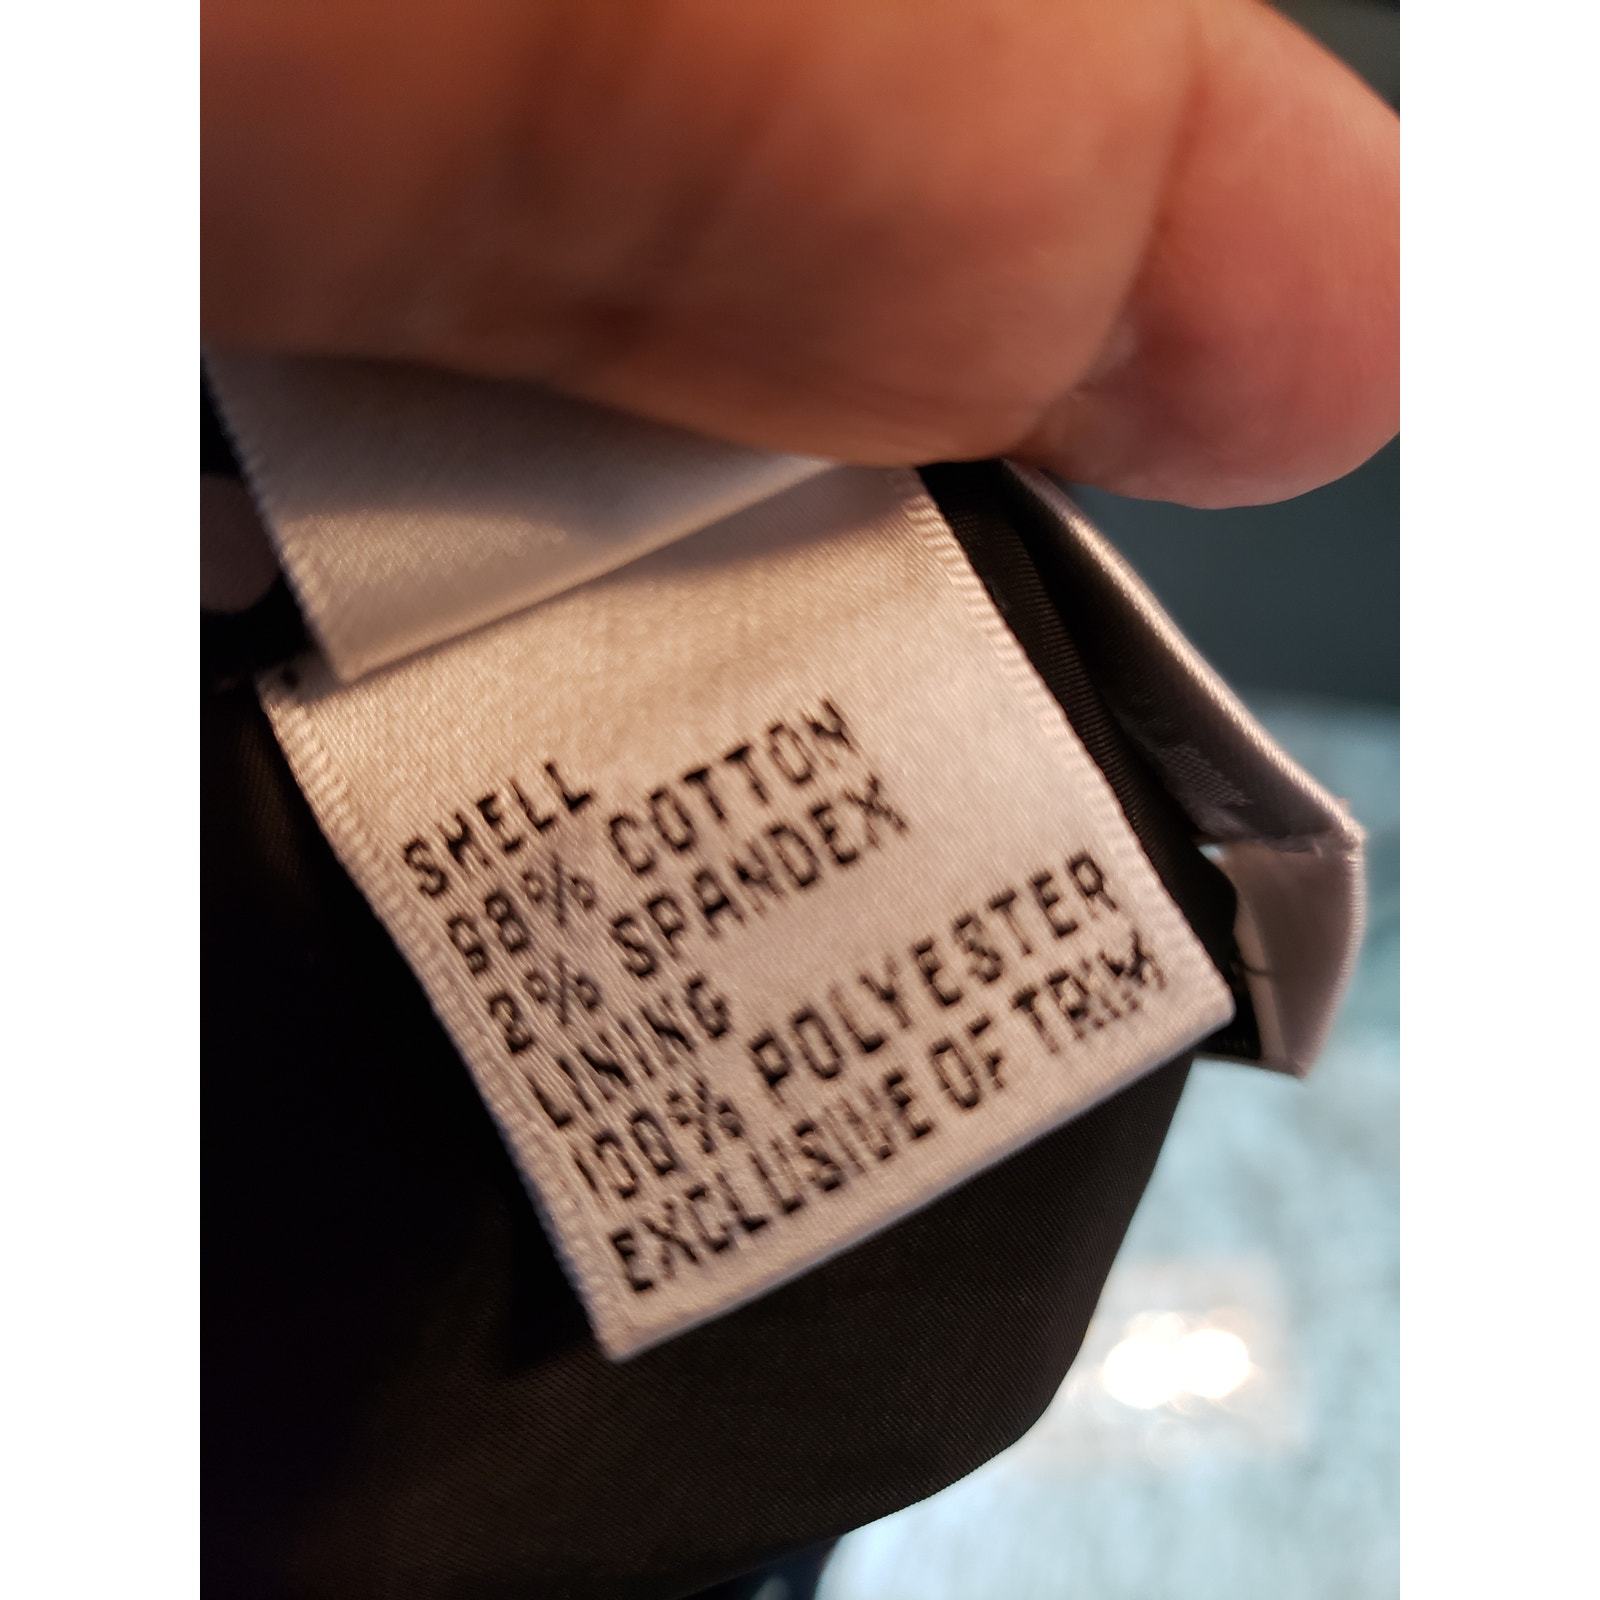 SHELL
98% COTTON
2% SPANDEX
LINING
100% POLYESTER
EXCLUSIVE OF TRIM